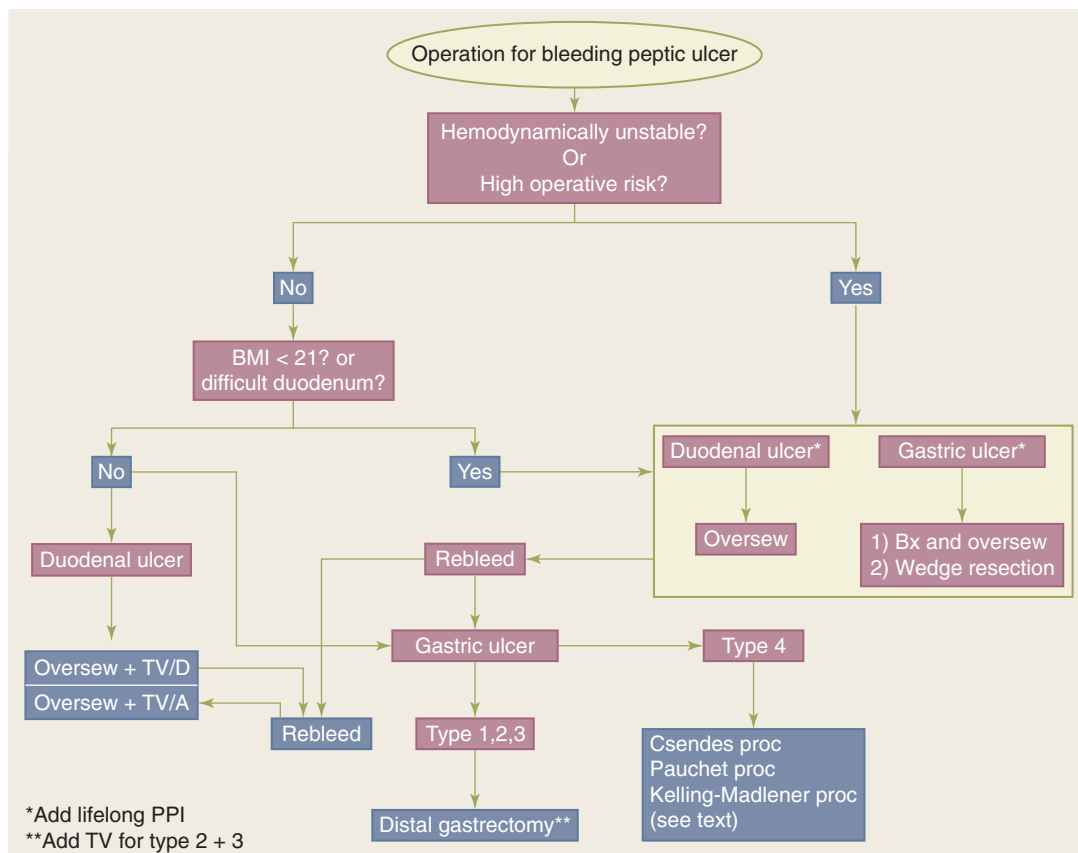 Operation for bleeding peptic ulcer
Hemodynamically unstable?
Or
High operative risk?
No
Yes
BMI < 21? or
difficult duodenum?
No
Yes
Duodenal ulcer*
Gastric ulcer*
Oversew
1) Bx and oversew
2) Wedge resection
Duodenal ulcer
Rebleed
Gastric ulcer
Type 4
Oversew + TV/D
Oversew + TV/A
Rebleed
Type 1,2,3
Csendes proc
Pauchet proc
Kelling-Madlener proc
(see text)
Distal gastrectomy**
*Add lifelong PPI
**Add TV for type 2 + 3